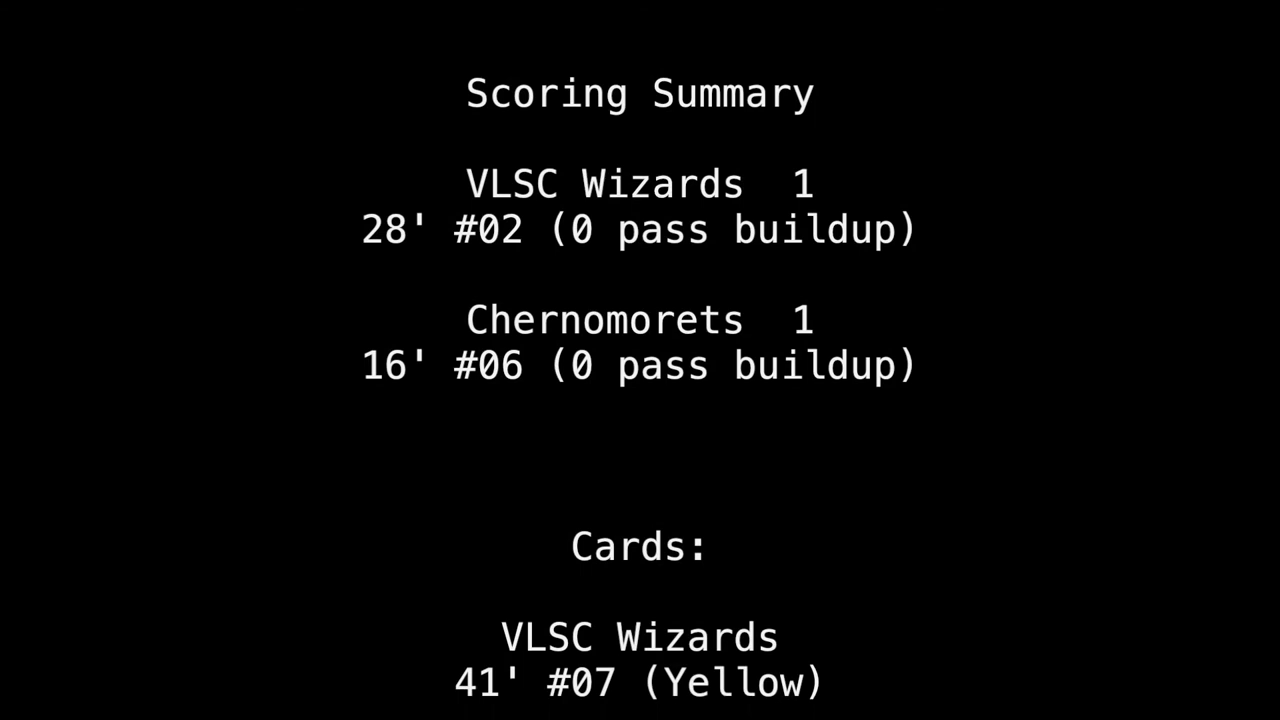 Scoring Summary
VLSC Wizards  1
28' #02 (0 pass buildup)
Chernomorets  1
16' #06 (0 pass buildup)
Cards:
VLSC Wizards
41' #07 (Yellow)